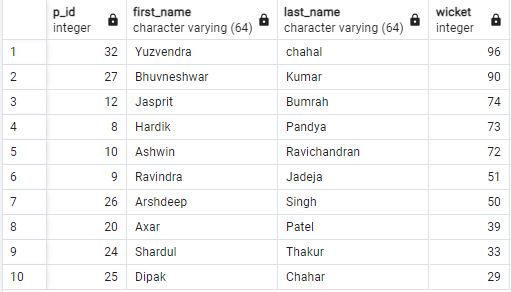 p_id first_name last_name wicket
integer character varying (64) character varying (64) integer
1 32 Yuzvendra chahal 96
2 27 Bhuvneshwar Kumar 90
3 12 Jasprit Bumrah 74
4 8 Hardik Pandya 73
5 10 Ashwin Ravichandran 72
6 9 Ravindra Jadeja 51
7 26 Arshdeep Singh 50
8 20 Axar Patel 39
9 24 Shardul Thakur 33
10 25 Dipak Chahar 29